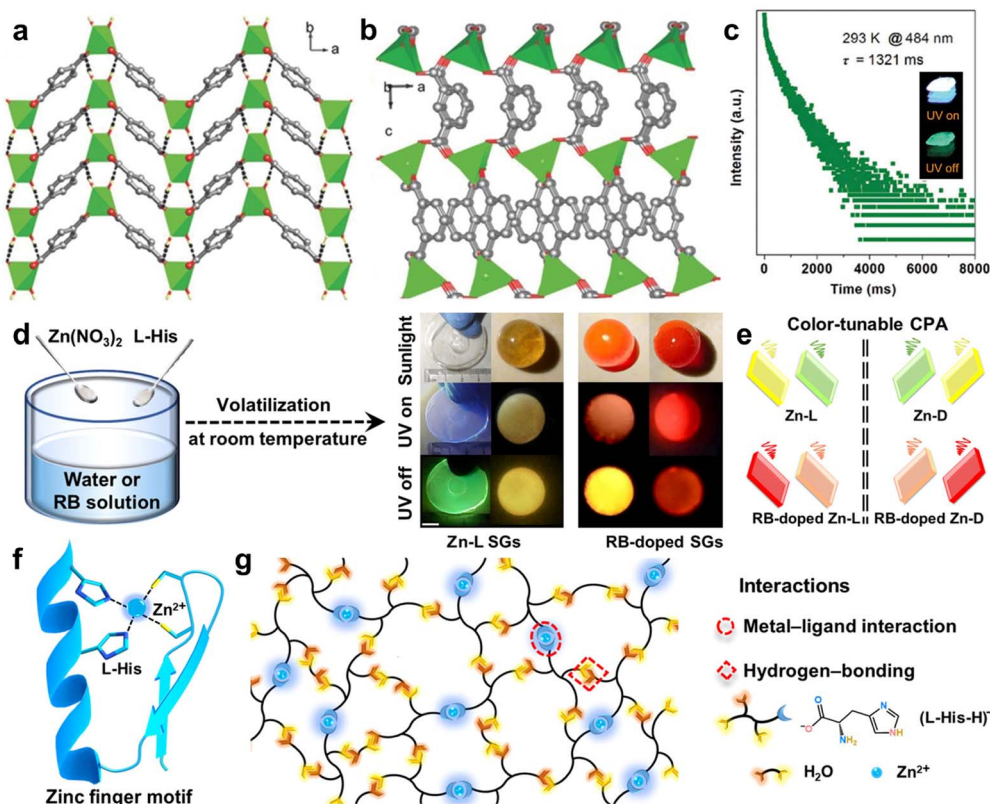 a
b
a
b
a
c
c
293 K @ 484 nm
τ = 1321 ms
UV on
UV off
Intensity (a.u.)
0
2000
4000
6000
8000
Time (ms)
d
Zn(NO₃)₂ L-His
Water or
RB solution
Volatilization
at room temperature
Sunlight
UV on
UV off
Zn-L SGs
RB-doped SGs
e
Color-tunable CPA
Zn-L
Zn-D
RB-doped Zn-L
RB-doped Zn-D
f
Zn²⁺
L-His
Zinc finger motif
g
Interactions
Metal–ligand interaction
Hydrogen–bonding
O
⁻O
NH₂
N
NH
(L-His-H)⁻
H₂O
Zn²⁺